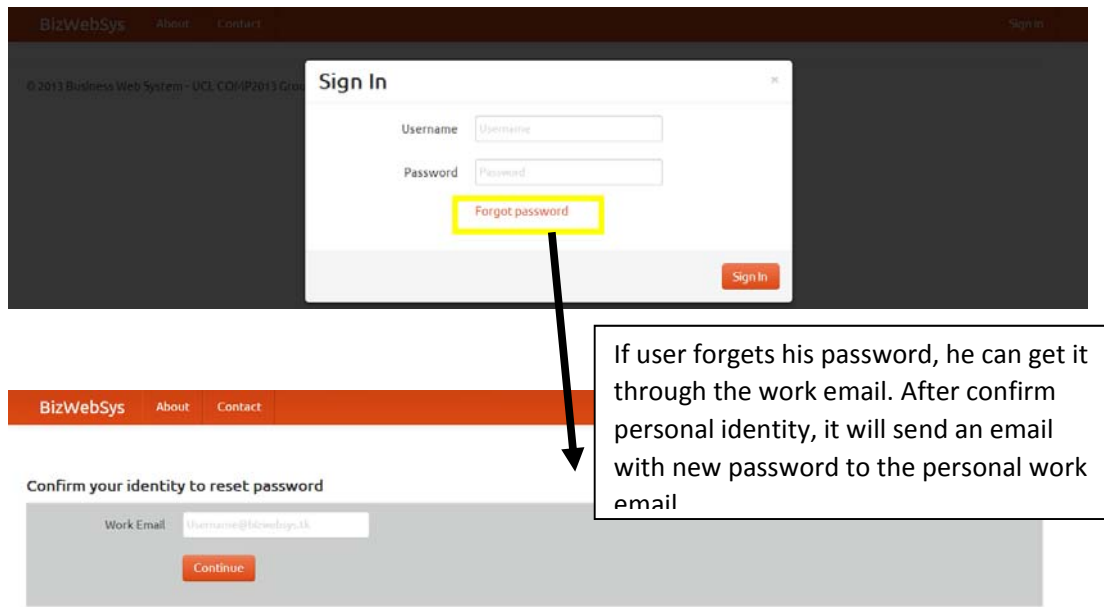 BizWebSys About Contact Sign In
© 2013 Business Web System - UCL COMP2013 Grou
Sign In ×
Username Username
Password Password
Forgot password
Sign In
If user forgets his password, he can get it
through the work email. After confirm
personal identity, it will send an email
with new password to the personal work
email
BizWebSys About Contact
Confirm your identity to reset password
Work Email Username@bizwebsys.tk
Continue